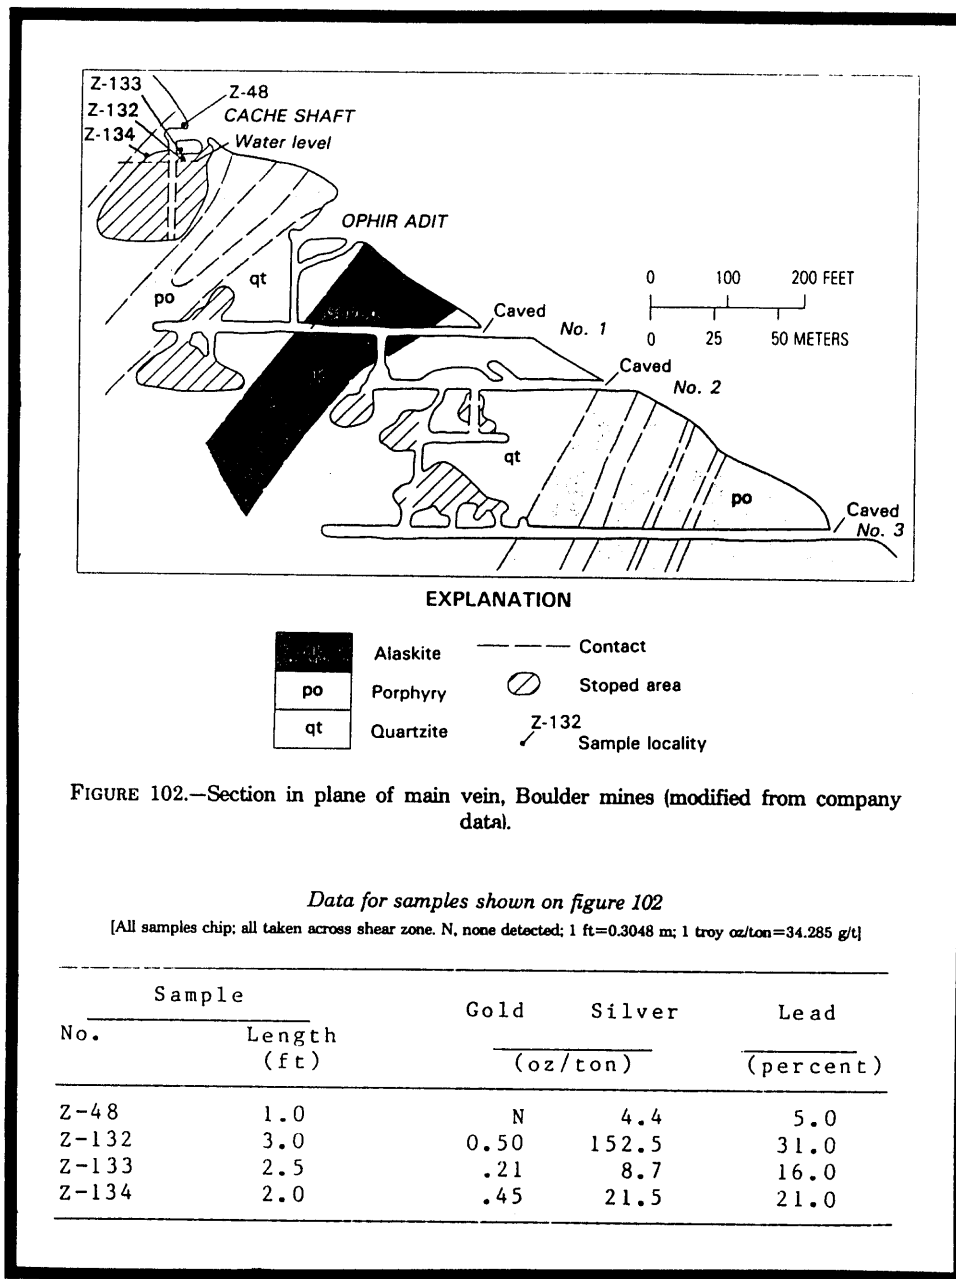 Z-133
Z-48
Z-132
CACHE SHAFT
Z-134
Water level
OPHIR ADIT
qt
po
0 100 200 FEET
0 25 50 METERS
Caved
No. 1
Caved
No. 2
qt
po
Caved
No. 3
EXPLANATION
Alaskite
Contact
po
Porphyry
Stoped area
qt
Quartzite
Z-132
Sample locality
FIGURE 102.—Section in plane of main vein, Boulder mines (modified from company
data).
Data for samples shown on figure 102
[All samples chip; all taken across shear zone. N, none detected; 1 ft=0.3048 m; 1 troy oz/ton=34.285 g/t]
Sample
Gold Silver Lead
No. Length
(ft) (oz/ton) (percent)
Z-48 1.0 N 4.4 5.0
Z-132 3.0 0.50 152.5 31.0
Z-133 2.5 .21 8.7 16.0
Z-134 2.0 .45 21.5 21.0